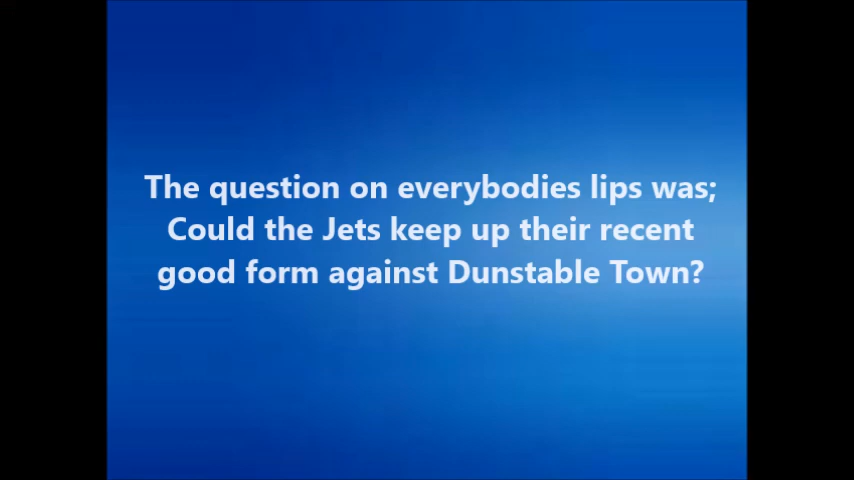 The question on everybodies lips was;
Could the Jets keep up their recent
good form against Dunstable Town?